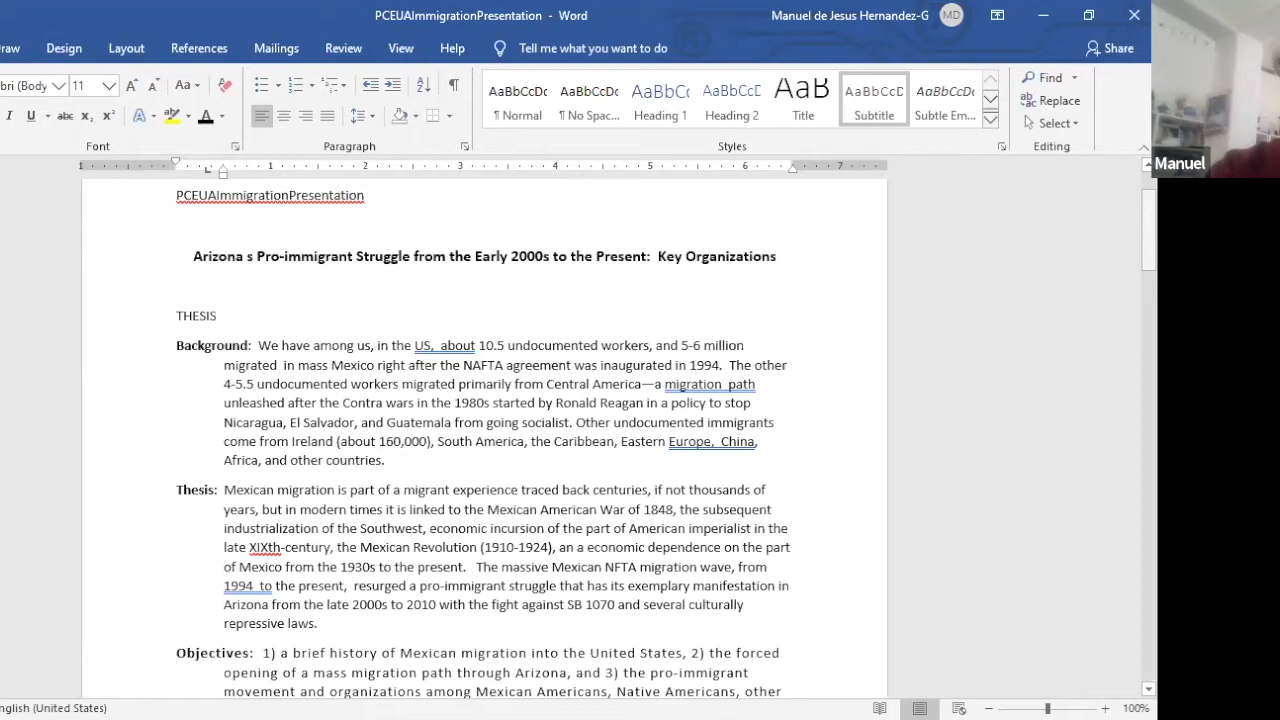 PCEUAImmigrationPresentation - Word
Manuel de Jesus Hernandez-G
MD
raw Design Layout References Mailings Review View Help Tell me what you want to do Share
bri (Body 11 Aa
AaBbCcDc AaBbCcDc AaBbCc AaBbCcD AaB AaBbCcD AaBbCcDc
¶ Normal ¶ No Spac... Heading 1 Heading 2 Title Subtitle Subtle Em...
Find
Replace
Select
Font Paragraph Styles Editing
Manuel
1 1 2 3 4 5 6 7
PCEUAImmigrationPresentation
Arizona s Pro-immigrant Struggle from the Early 2000s to the Present: Key Organizations
THESIS
Background: We have among us, in the US, about 10.5 undocumented workers, and 5-6 million
migrated in mass Mexico right after the NAFTA agreement was inaugurated in 1994. The other
4-5.5 undocumented workers migrated primarily from Central America—a migration path
unleashed after the Contra wars in the 1980s started by Ronald Reagan in a policy to stop
Nicaragua, El Salvador, and Guatemala from going socialist. Other undocumented immigrants
come from Ireland (about 160,000), South America, the Caribbean, Eastern Europe, China,
Africa, and other countries.
Thesis: Mexican migration is part of a migrant experience traced back centuries, if not thousands of
years, but in modern times it is linked to the Mexican American War of 1848, the subsequent
industrialization of the Southwest, economic incursion of the part of American imperialist in the
late XIXth-century, the Mexican Revolution (1910-1924), an a economic dependence on the part
of Mexico from the 1930s to the present. The massive Mexican NFTA migration wave, from
1994 to the present, resurged a pro-immigrant struggle that has its exemplary manifestation in
Arizona from the late 2000s to 2010 with the fight against SB 1070 and several culturally
repressive laws.
Objectives: 1) a brief history of Mexican migration into the United States, 2) the forced
opening of a mass migration path through Arizona, and 3) the pro-immigrant
movement and organizations among Mexican Americans, Native Americans, other
nglish (United States)
100%